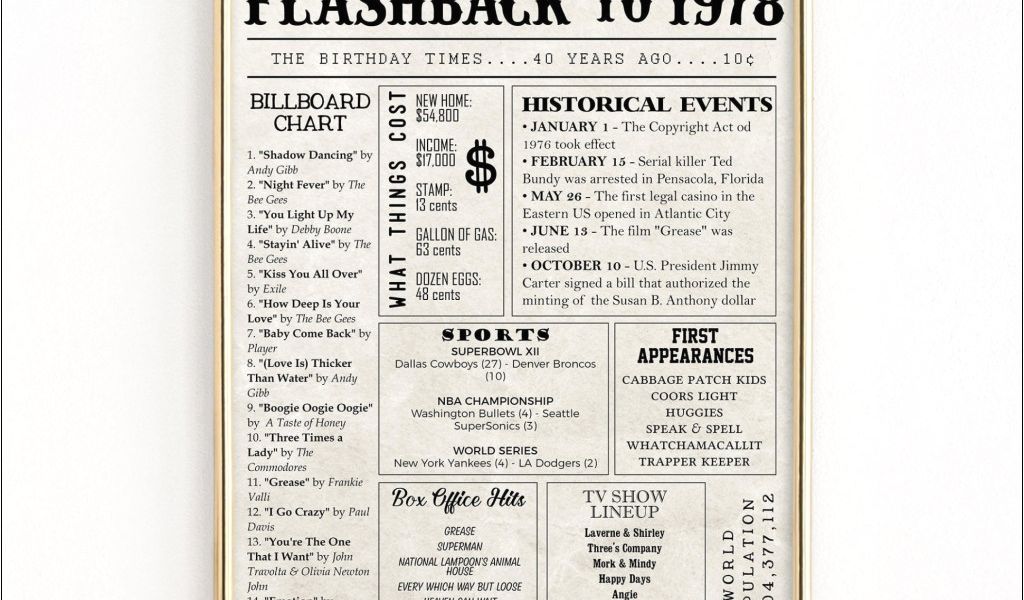 FLASHBACK TO 1978
THE BIRTHDAY TIMES....40 YEARS AGO....10¢
BILLBOARD
CHART
1. "Shadow Dancing" by
Andy Gibb
2. "Night Fever" by The
Bee Gees
3. "You Light Up My
Life" by Debby Boone
4. "Stayin' Alive" by The
Bee Gees
5. "Kiss You All Over"
by Exile
6. "How Deep Is Your
Love" by The Bee Gees
7. "Baby Come Back" by
Player
8. "(Love Is) Thicker
Than Water" by Andy
Gibb
9. "Boogie Oogie Oogie"
by A Taste of Honey
10. "Three Times a
Lady" by The
Commodores
11. "Grease" by Frankie
Valli
12. "I Go Crazy" by Paul
Davis
13. "You're The One
That I Want" by John
Travolta & Olivia Newton
John
14. "Emotion" by
WHAT THINGS COST
NEW HOME:
$54,800
INCOME:
$17,000
$
STAMP:
13 cents
GALLON OF GAS:
63 cents
DOZEN EGGS:
48 cents
HISTORICAL EVENTS
• JANUARY 1 - The Copyright Act od
1976 took effect
• FEBRUARY 15 - Serial killer Ted
Bundy was arrested in Pensacola, Florida
• MAY 26 - The first legal casino in the
Eastern US opened in Atlantic City
• JUNE 13 - The film "Grease" was
released
• OCTOBER 10 - U.S. President Jimmy
Carter signed a bill that authorized the
minting of the Susan B. Anthony dollar
SPORTS
SUPERBOWL XII
Dallas Cowboys (27) - Denver Broncos
(10)
NBA CHAMPIONSHIP
Washington Bullets (4) - Seattle
SuperSonics (3)
WORLD SERIES
New York Yankees (4) - LA Dodgers (2)
FIRST
APPEARANCES
CABBAGE PATCH KIDS
COORS LIGHT
HUGGIES
SPEAK & SPELL
WHATCHAMACALLIT
TRAPPER KEEPER
Box Office Hits
GREASE
SUPERMAN
NATIONAL LAMPOON'S ANIMAL
HOUSE
EVERY WHICH WAY BUT LOOSE
HEAVEN CAN WAIT
TV SHOW
LINEUP
Laverne & Shirley
Three's Company
Mork & Mindy
Happy Days
Angie
WORLD
PULATION
04,377,112